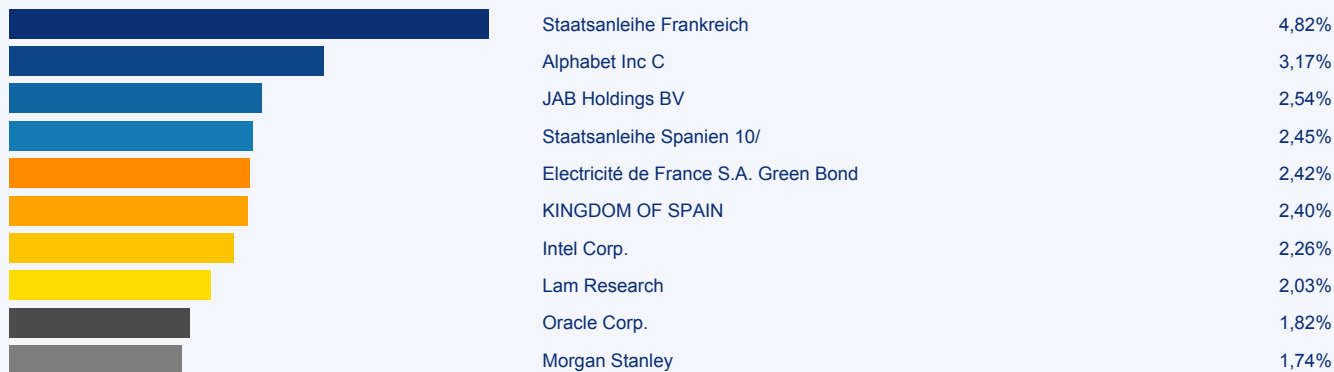 Staatsanleihe Frankreich 4,82%
Alphabet Inc C 3,17%
JAB Holdings BV 2,54%
Staatsanleihe Spanien 10/ 2,45%
Electricité de France S.A. Green Bond 2,42%
KINGDOM OF SPAIN 2,40%
Intel Corp. 2,26%
Lam Research 2,03%
Oracle Corp. 1,82%
Morgan Stanley 1,74%